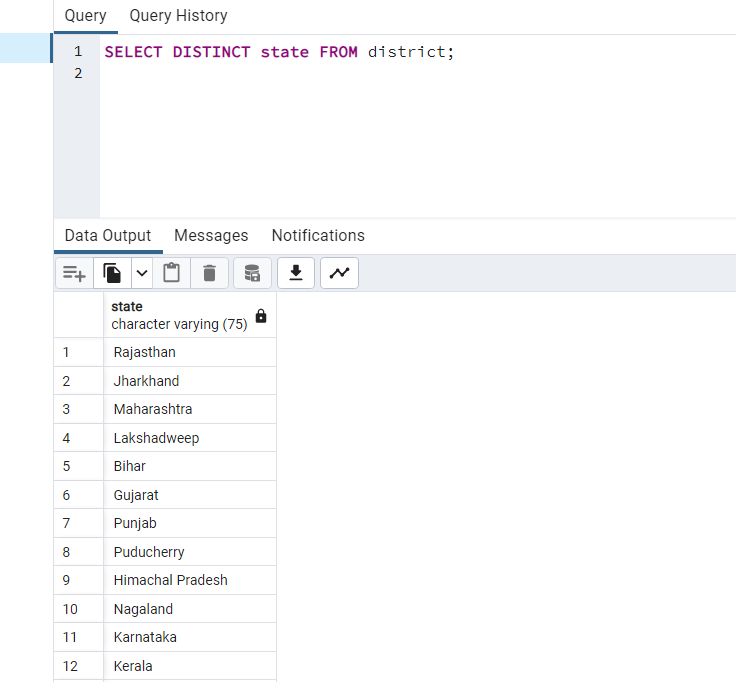 Query Query History
1 SELECT DISTINCT state FROM district;
2
Data Output Messages Notifications
state
character varying (75)
1 Rajasthan
2 Jharkhand
3 Maharashtra
4 Lakshadweep
5 Bihar
6 Gujarat
7 Punjab
8 Puducherry
9 Himachal Pradesh
10 Nagaland
11 Karnataka
12 Kerala